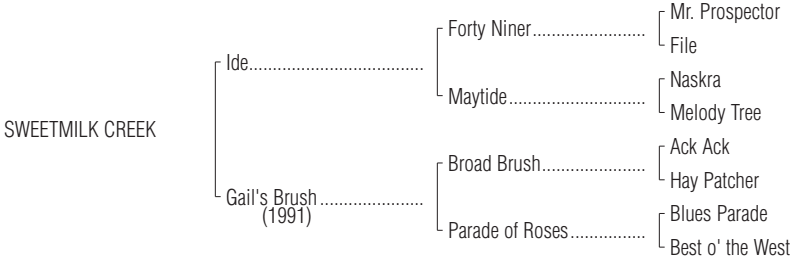 Mr. Prospector
Forty Niner
File
Ide
Naskra
Maytide
Melody Tree
SWEETMILK CREEK
Ack Ack
Broad Brush
Hay Patcher
Gail's Brush
(1991)
Blues Parade
Parade of Roses
Best o' the West